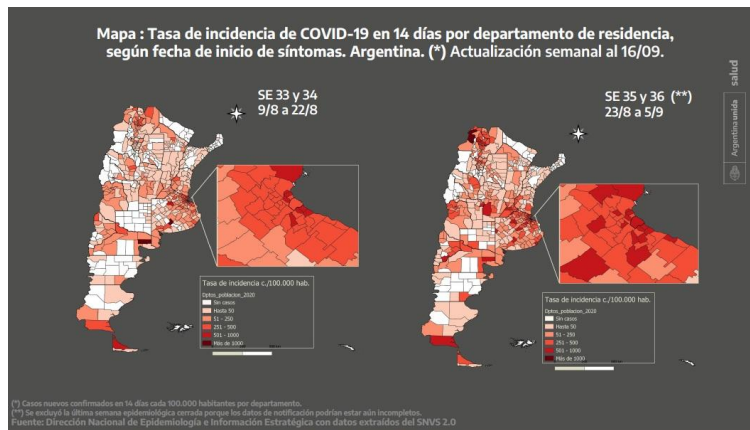 Mapa : Tasa de incidencia de COVID-19 en 14 días por departamento de residencia,
según fecha de inicio de síntomas. Argentina. (*) Actualización semanal al 16/09.
SE 33 y 34
9/8 a 22/8
SE 35 y 36 (**)
23/8 a 5/9
salud
Argentina unida
Tasa de incidencia c./100.000 hab.
Dptos_poblacion_2020
Sin casos
Hasta 50
51 - 250
251 - 500
501 - 1000
Más de 1000
Tasa de incidencia c./100.000 hab.
Dptos_poblacion_2020
Sin casos
Hasta 50
51 - 250
251 - 500
501 - 1000
Más de 1000
(*) Casos nuevos confirmados en 14 días cada 100.000 habitantes por departamento.
(**) Se excluyó la última semana epidemiológica cerrada porque los datos de notificación podrían estar aún incompletos.
Fuente: Dirección Nacional de Epidemiología e Información Estratégica con datos extraídos del SNVS 2.0